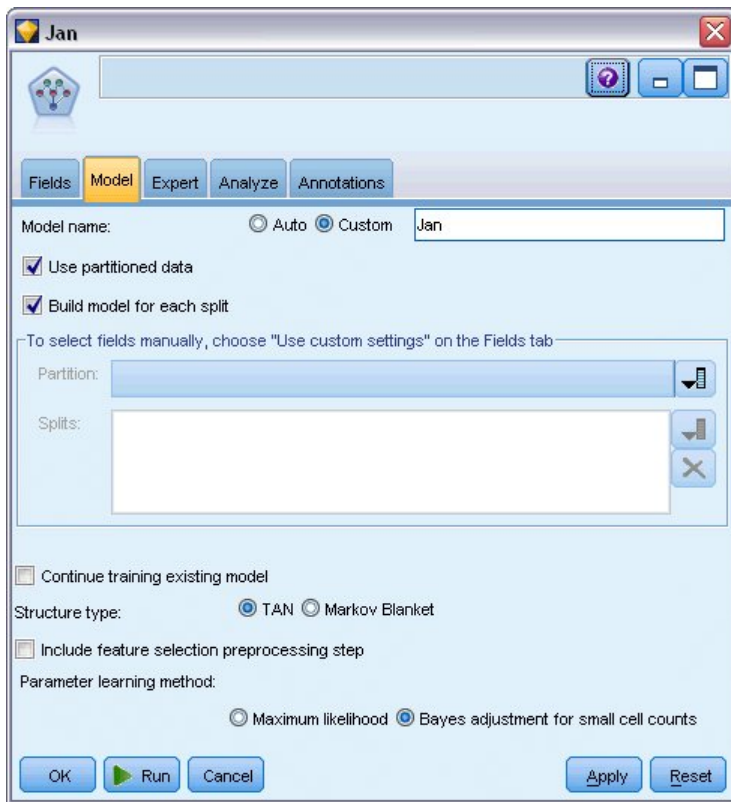 Jan
Fields Model Expert Analyze Annotations
Model name: Auto Custom Jan
Use partitioned data
Build model for each split
To select fields manually, choose "Use custom settings" on the Fields tab
Partition:
Splits:
Continue training existing model
Structure type: TAN Markov Blanket
Include feature selection preprocessing step
Parameter learning method:
Maximum likelihood Bayes adjustment for small cell counts
OK Run Cancel Apply Reset